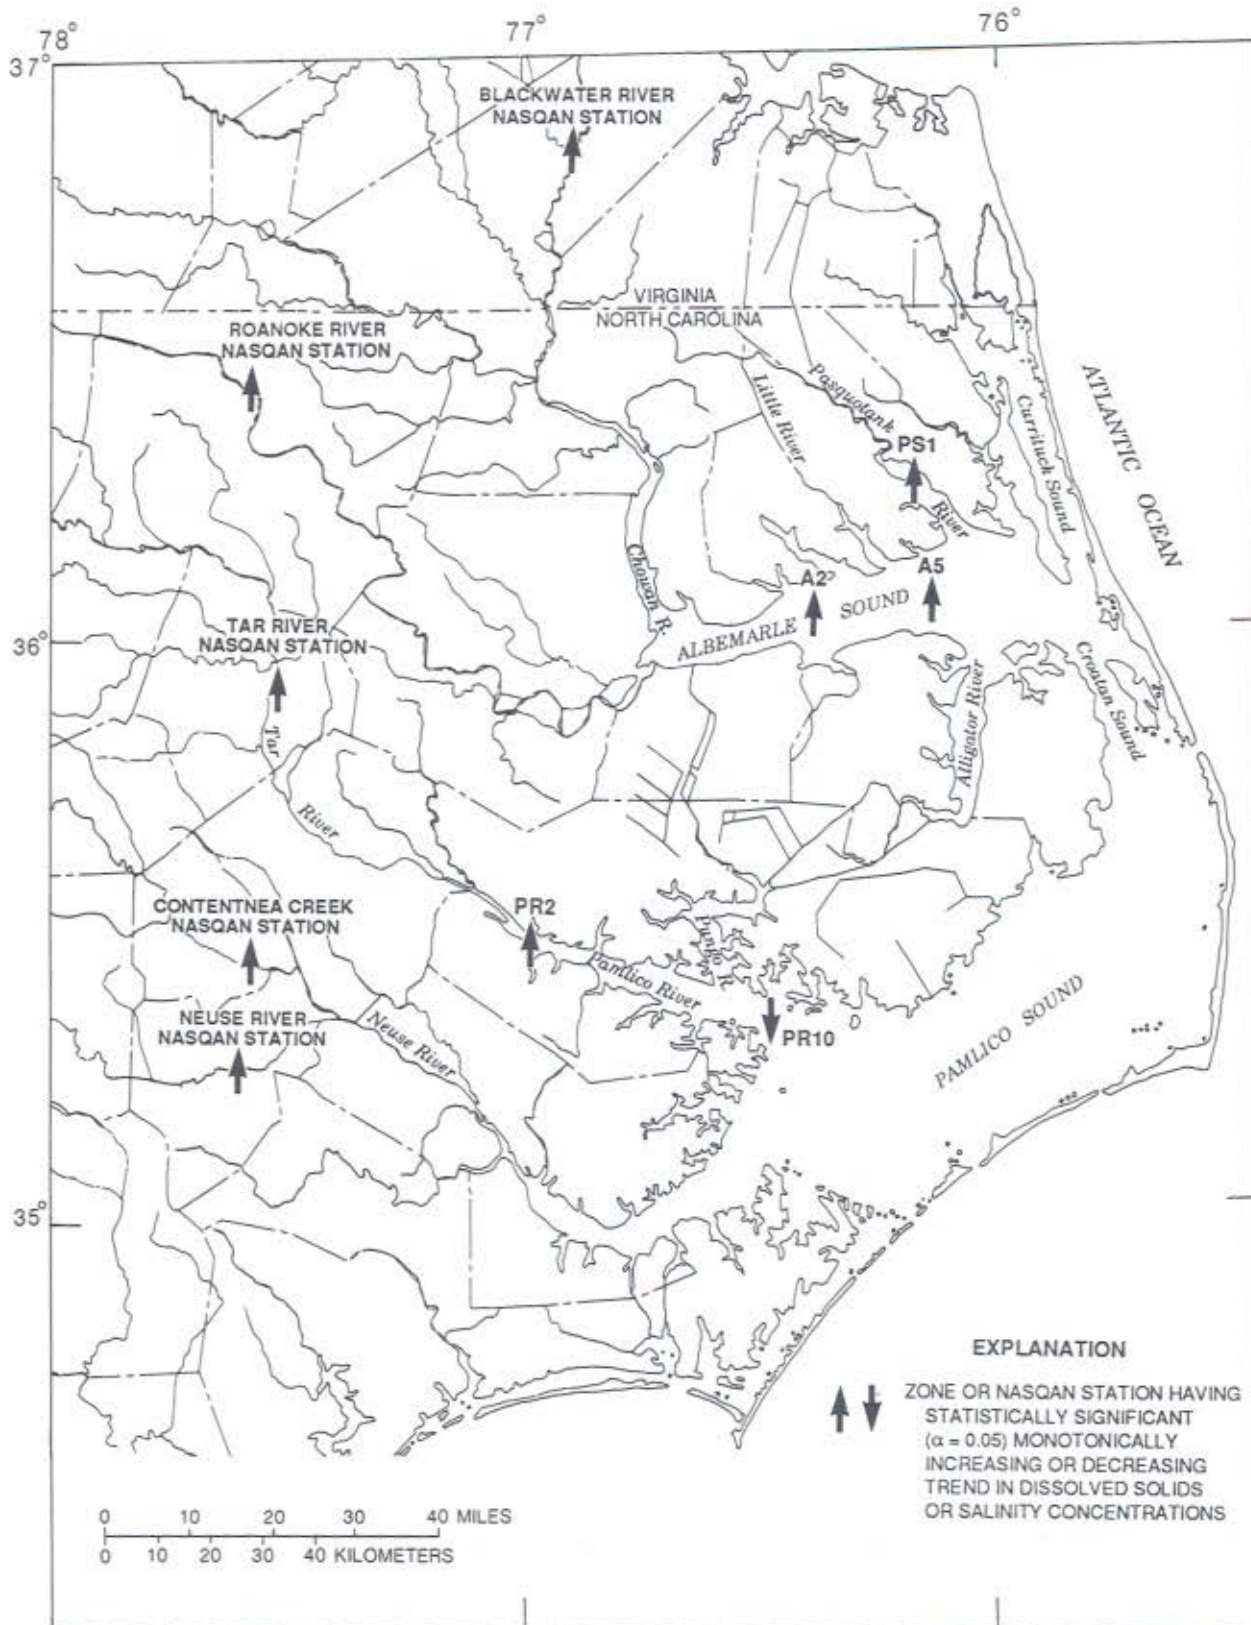 78°
77°
76°
37°
BLACKWATER RIVER
NASQAN STATION
VIRGINIA
NORTH CAROLINA
ROANOKE RIVER
NASQAN STATION
Little River
Pasquotank
River
PS1
Currituck Sound
ATLANTIC OCEAN
Chowan R.
A2
A5
ALBEMARLE SOUND
36°
TAR RIVER
NASQAN STATION
Tar
River
Alligator River
Croatan Sound
CONTENTNEA CREEK
NASQAN STATION
PR2
Pungo R.
Pamlico River
NEUSE RIVER
NASQAN STATION
Neuse River
PR10
PAMLICO SOUND
35°
EXPLANATION
ZONE OR NASQAN STATION HAVING
STATISTICALLY SIGNIFICANT
(α = 0.05) MONOTONICALLY
INCREASING OR DECREASING
TREND IN DISSOLVED SOLIDS
OR SALINITY CONCENTRATIONS
0 10 20 30 40 MILES
0 10 20 30 40 KILOMETERS